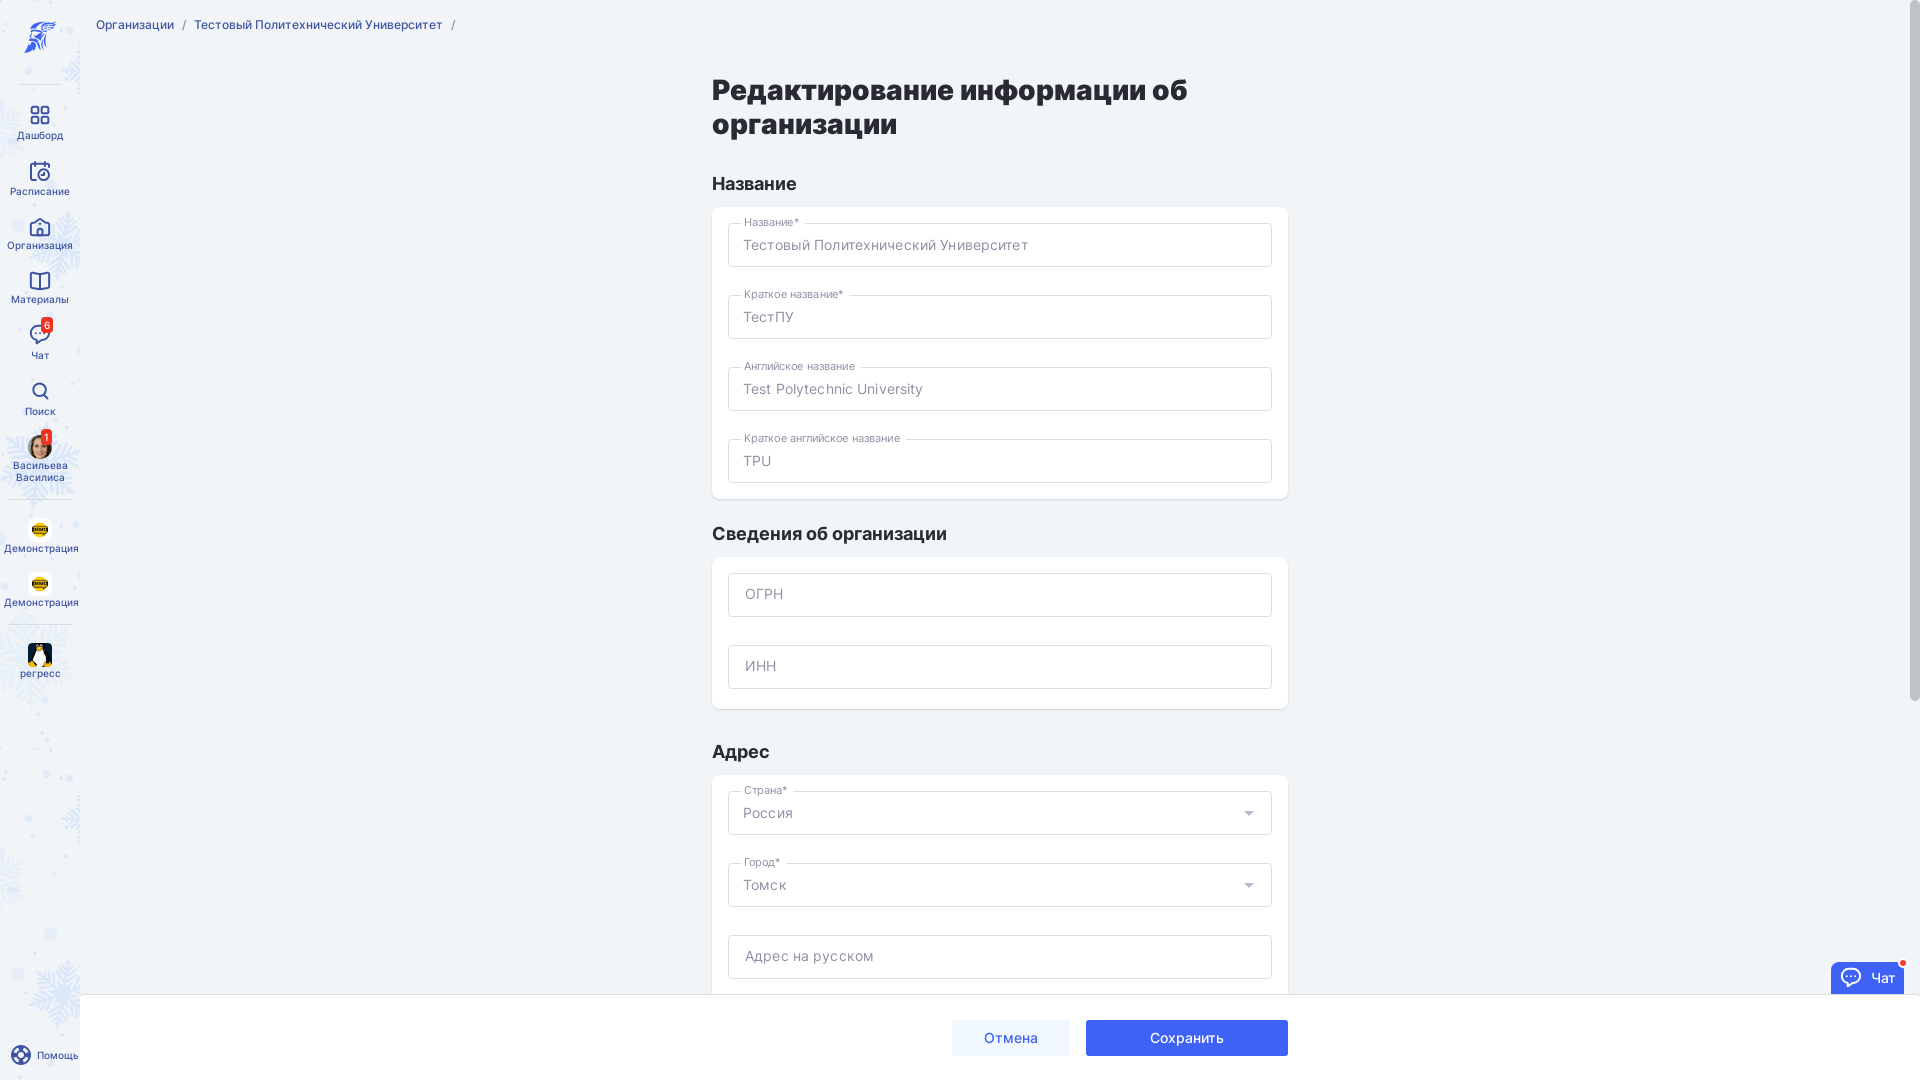 Организации / Тестовый Политехнический Университет /
Дашборд
Расписание
Организация
Материалы
6
Чат
Поиск
1
Васильева
Василиса
DEMO
Демонстрация
DEMO
Демонстрация
регресс
Помощь
Редактирование информации об
организации
Название
Название*
Тестовый Политехнический Университет
Краткое название*
ТестПУ
Английское название
Test Polytechnic University
Краткое английское название
TPU
Сведения об организации
ОГРН
ИНН
Адрес
Страна*
Россия
Город*
Томск
Адрес на русском
Чат
Отмена
Сохранить